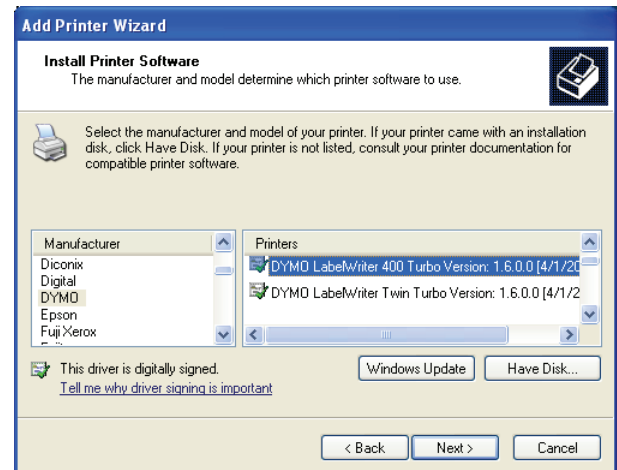 Add Printer Wizard
Install Printer Software
The manufacturer and model determine which printer software to use.
Select the manufacturer and model of your printer. If your printer came with an installation
disk, click Have Disk. If your printer is not listed, consult your printer documentation for
compatible printer software.
Manufacturer
Diconix
Digital
DYMO
Epson
Fuji Xerox
Printers
DYMO LabelWriter 400 Turbo Version: 1.6.0.0 [4/1/20
DYMO LabelWriter Twin Turbo Version: 1.6.0.0 [4/1/2
This driver is digitally signed.
Tell me why driver signing is important
Windows Update
Have Disk...
< Back
Next >
Cancel